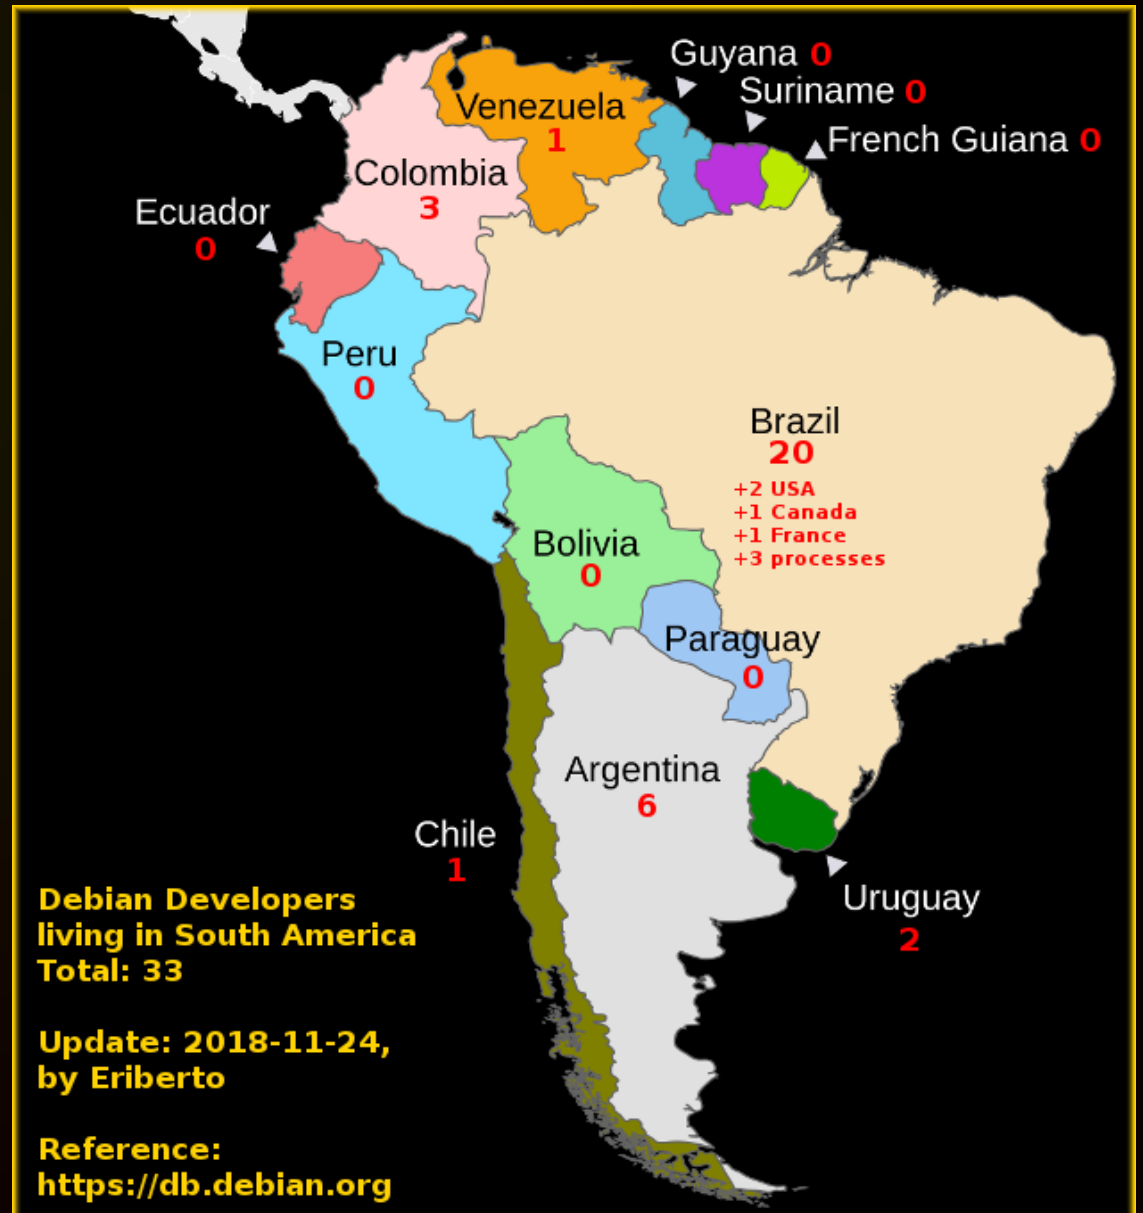 Guyana 0
Suriname 0
Venezuela
1
French Guiana 0
Colombia
3
Ecuador
0
Peru
0
Brazil
20
+2 USA
+1 Canada
+1 France
+3 processes
Bolivia
0
Paraguay
0
Argentina
6
Chile
1
Uruguay
2
Debian Developers
living in South America
Total: 33
Update: 2018-11-24,
by Eriberto
Reference:
https://db.debian.org